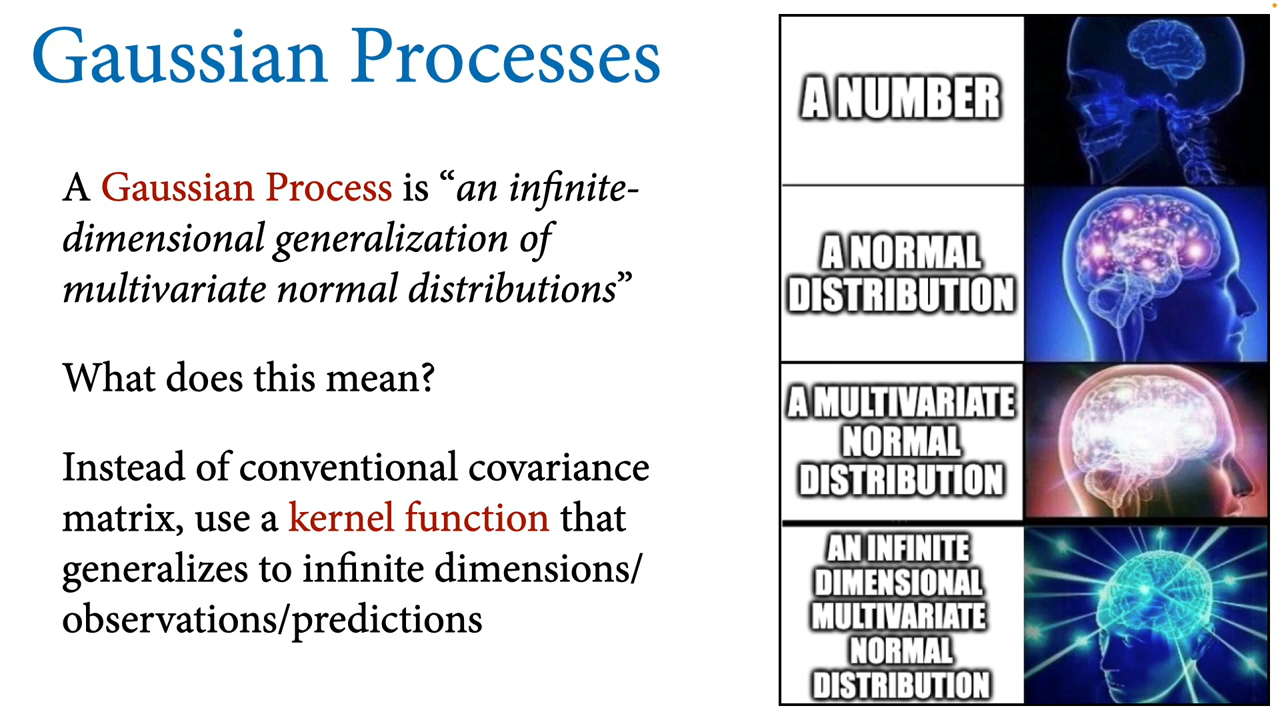 Gaussian Processes
A Gaussian Process is “an infinite-
dimensional generalization of
multivariate normal distributions”
What does this mean?
Instead of conventional covariance
matrix, use a kernel function that
generalizes to infinite dimensions/
observations/predictions
A NUMBER
A NORMAL
DISTRIBUTION
A MULTIVARIATE
NORMAL
DISTRIBUTION
AN INFINITE
DIMENSIONAL
MULTIVARIATE
NORMAL
DISTRIBUTION